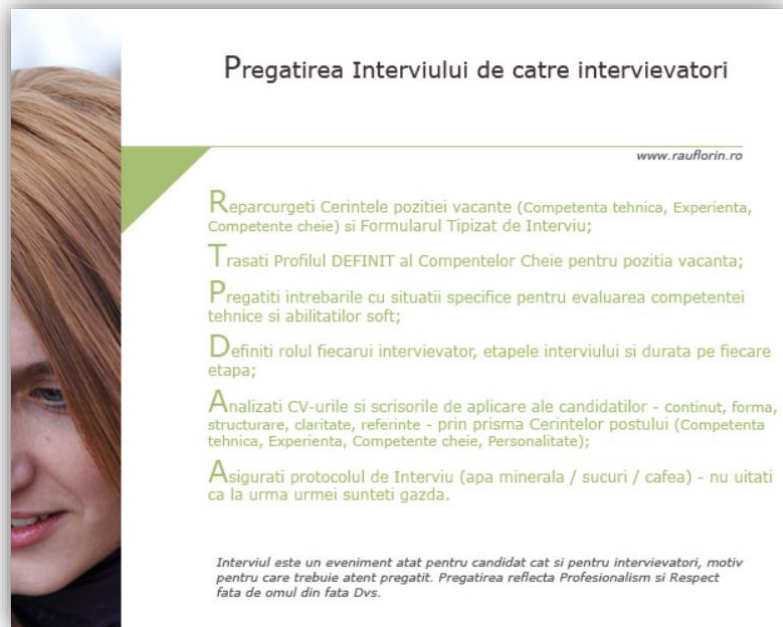 Pregatirea Interviului de catre intervievatori
www.rauflorin.ro
Reparcurgeti Cerintele pozitiei vacante (Competenta tehnica, Experienta,
Competente cheie) si Formularul Tipizat de Interviu;
Trasati Profilul DEFINIT al Compentelor Cheie pentru pozitia vacanta;
Pregatiti intrebarile cu situatii specifice pentru evaluarea competentei
tehnice si abilitatilor soft;
Definiti rolul fiecarui intervievator, etapele interviului si durata pe fiecare
etapa;
Analizati CV-urile si scrisorile de aplicare ale candidatilor - continut, forma,
structurare, claritate, referinte - prin prisma Cerintelor postului (Competenta
tehnica, Experienta, Competente cheie, Personalitate);
Asigurati protocolul de Interviu (apa minerala / sucuri / cafea) - nu uitati
ca la urma urmei sunteti gazda.
Interviul este un eveniment atat pentru candidat cat si pentru intervievatori, motiv
pentru care trebuie atent pregatit. Pregatirea reflecta Profesionalism si Respect
fata de omul din fata Dvs.